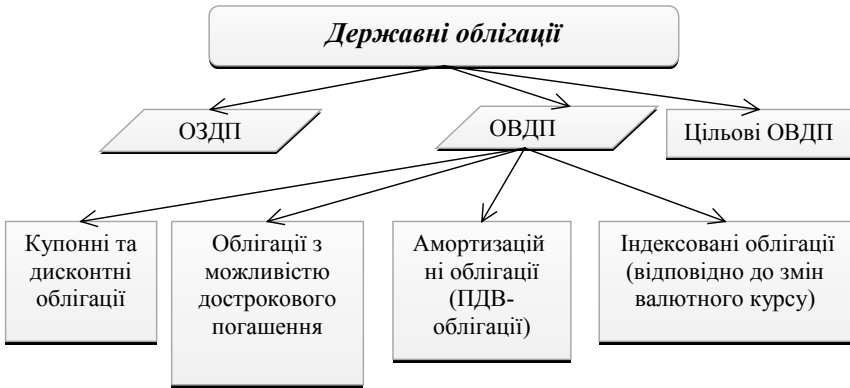 Державні облігації
ОЗДП
ОВДП
Цільові ОВДП
Купонні та
дисконтні
облігації
Облігації з
можливістю
дострокового
погашення
Амортизацій
ні облігації
(ПДВ-
облігації)
Індексовані облігації
(відповідно до змін
валютного курсу)